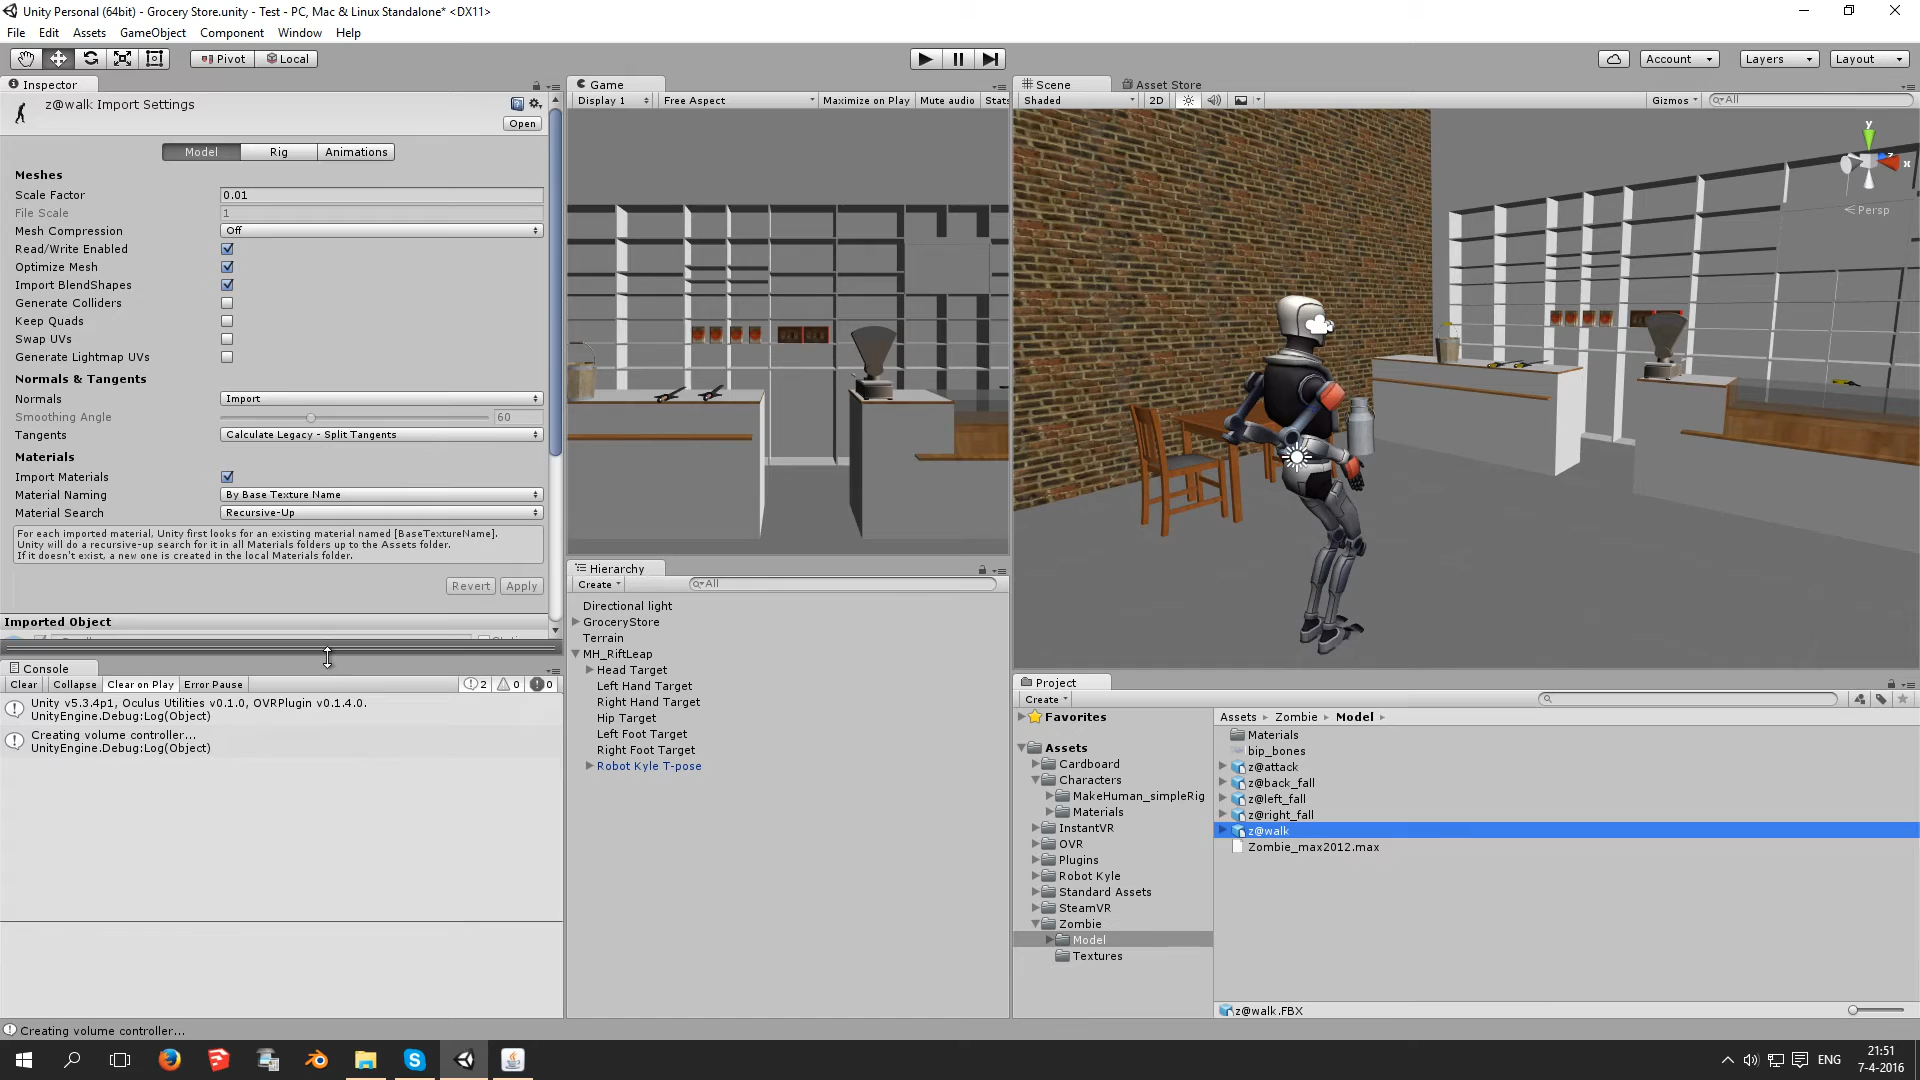 Unity Personal (64bit) - Grocery Store.unity - Test - PC, Mac & Linux Standalone* <DX11>
File Edit Assets GameObject Component Window Help
Pivot Local
Account Layers Layout
Inspector
z@walk Import Settings
Open
Model Rig Animations
Meshes
Scale Factor 0.01
File Scale 1
Mesh Compression Off
Read/Write Enabled
Optimize Mesh
Import BlendShapes
Generate Colliders
Keep Quads
Swap UVs
Generate Lightmap UVs
Normals & Tangents
Normals Import
Smoothing Angle 60
Tangents Calculate Legacy - Split Tangents
Materials
Import Materials
Material Naming By Base Texture Name
Material Search Recursive-Up
For each imported material, Unity first looks for an existing material named [BaseTextureName].
Unity will do a recursive-up search for it in all Materials folders up to the Assets folder.
If it doesn't exist, a new one is created in the local Materials folder.
Revert Apply
Imported Object
Console
Clear Collapse Clear on Play Error Pause 2 0 0
Unity v5.3.4p1, Oculus Utilities v0.1.0, OVRPlugin v0.1.4.0.
UnityEngine.Debug:Log(Object)
Creating volume controller...
UnityEngine.Debug:Log(Object)
Game
Display 1 Free Aspect Maximize on Play Mute audio Stats
Hierarchy
Create All
Directional light
GroceryStore
Terrain
MH_RiftLeap
Head Target
Left Hand Target
Right Hand Target
Hip Target
Left Foot Target
Right Foot Target
Robot Kyle T-pose
Scene Asset Store
Shaded 2D Gizmos All
y
x
Persp
Project
Create
Favorites
Assets
Cardboard
Characters
MakeHuman_simpleRig
Materials
InstantVR
OVR
Plugins
Robot Kyle
Standard Assets
SteamVR
Zombie
Model
Textures
Assets Zombie Model
Materials
bip_bones
z@attack
z@back_fall
z@left_fall
z@right_fall
z@walk
Zombie_max2012.max
z@walk.FBX
Creating volume controller...
ENG
21:51
7-4-2016